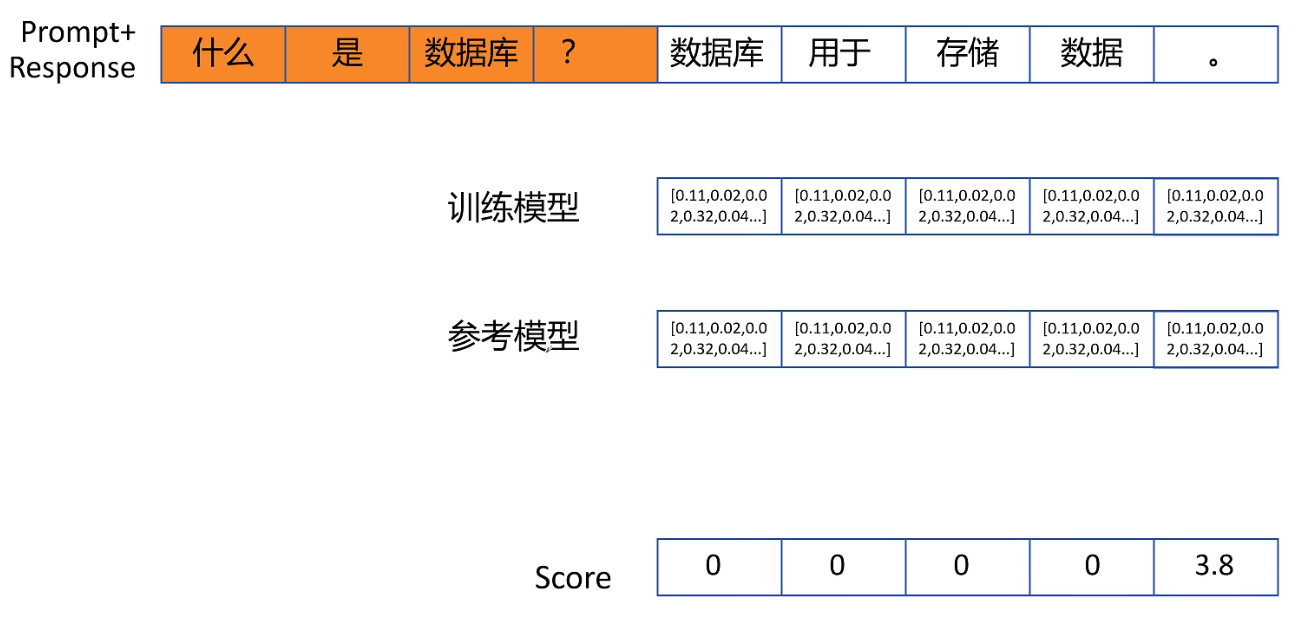 Prompt+
Response
什么 是 数据库 ? 数据库 用于 存储 数据 。
训练模型
[0.11,0.02,0.0 [0.11,0.02,0.0 [0.11,0.02,0.0 [0.11,0.02,0.0 [0.11,0.02,0.0
2,0.32,0.04...] 2,0.32,0.04...] 2,0.32,0.04...] 2,0.32,0.04...] 2,0.32,0.04...]
参考模型
[0.11,0.02,0.0 [0.11,0.02,0.0 [0.11,0.02,0.0 [0.11,0.02,0.0 [0.11,0.02,0.0
2,0.32,0.04...] 2,0.32,0.04...] 2,0.32,0.04...] 2,0.32,0.04...] 2,0.32,0.04...]
Score 0 0 0 0 3.8